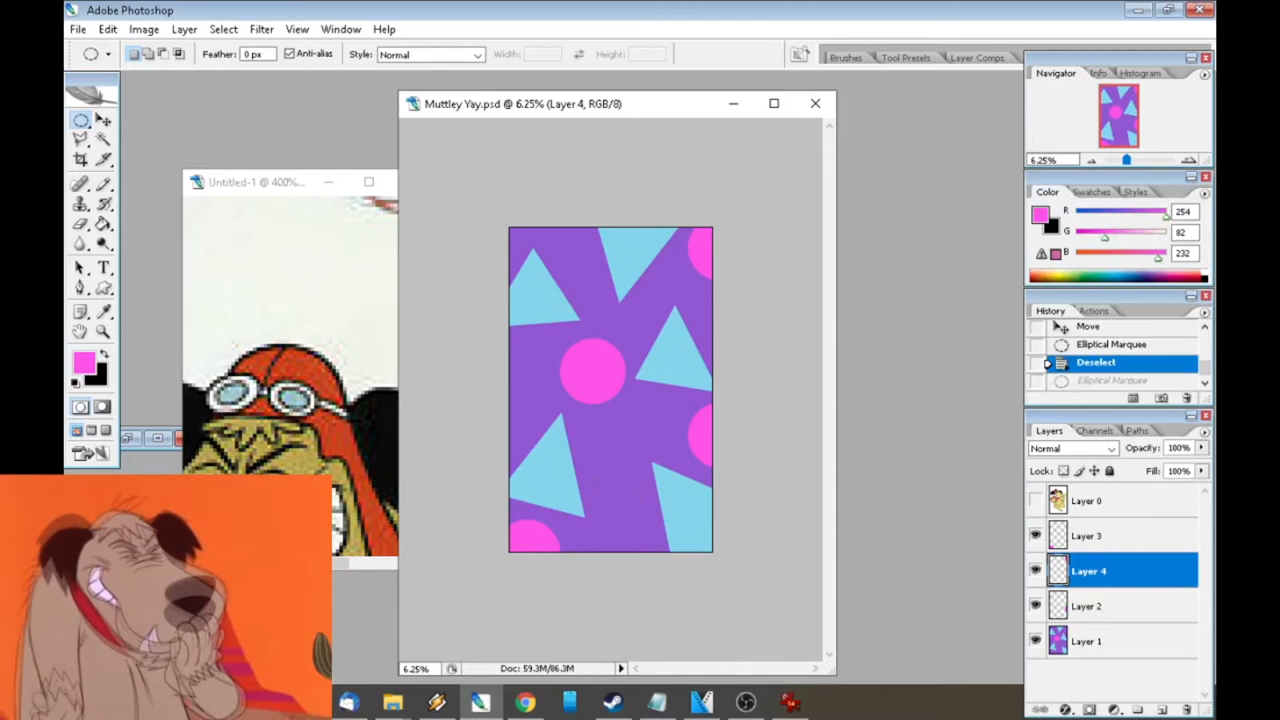 Adobe Photoshop
File Edit Image Layer Select Filter View Window Help
Feather: 0 px Anti-alias Style: Normal Width: Height: Brushes Tool Presets Layer Comps
Navigator Info Histogram
6.25%
Color Swatches Styles
R 254
G 82
B 232
History Actions
Move
Elliptical Marquee
Deselect
Elliptical Marquee
Layers Channels Paths
Normal Opacity: 100%
Lock: Fill: 100%
Layer 0
Layer 3
Layer 4
Layer 2
Layer 1
Muttley Yay.psd @ 6.25% (Layer 4, RGB/8)
Untitled-1 @ 400%...
6.25% Doc: 59.3M/86.3M